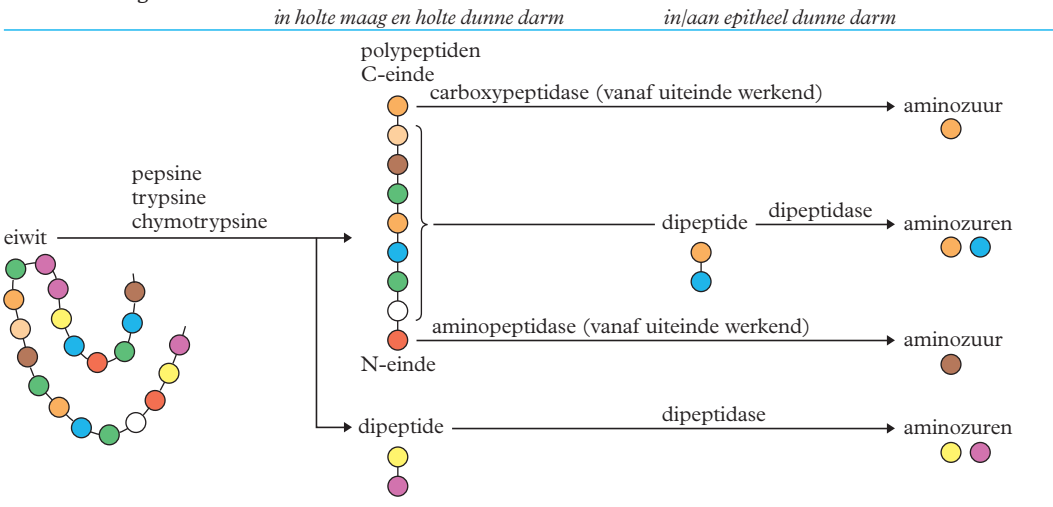 in holte maag en holte dunne darm
in/aan epitheel dunne darm
polypeptiden
C-einde
carboxypeptidase (vanaf uiteinde werkend)
aminozuur
pepsine
trypsine
chymotrypsine
eiwit
dipeptide
dipeptidase
aminozuren
aminopeptidase (vanaf uiteinde werkend)
aminozuur
N-einde
dipeptide
dipeptidase
aminozuren